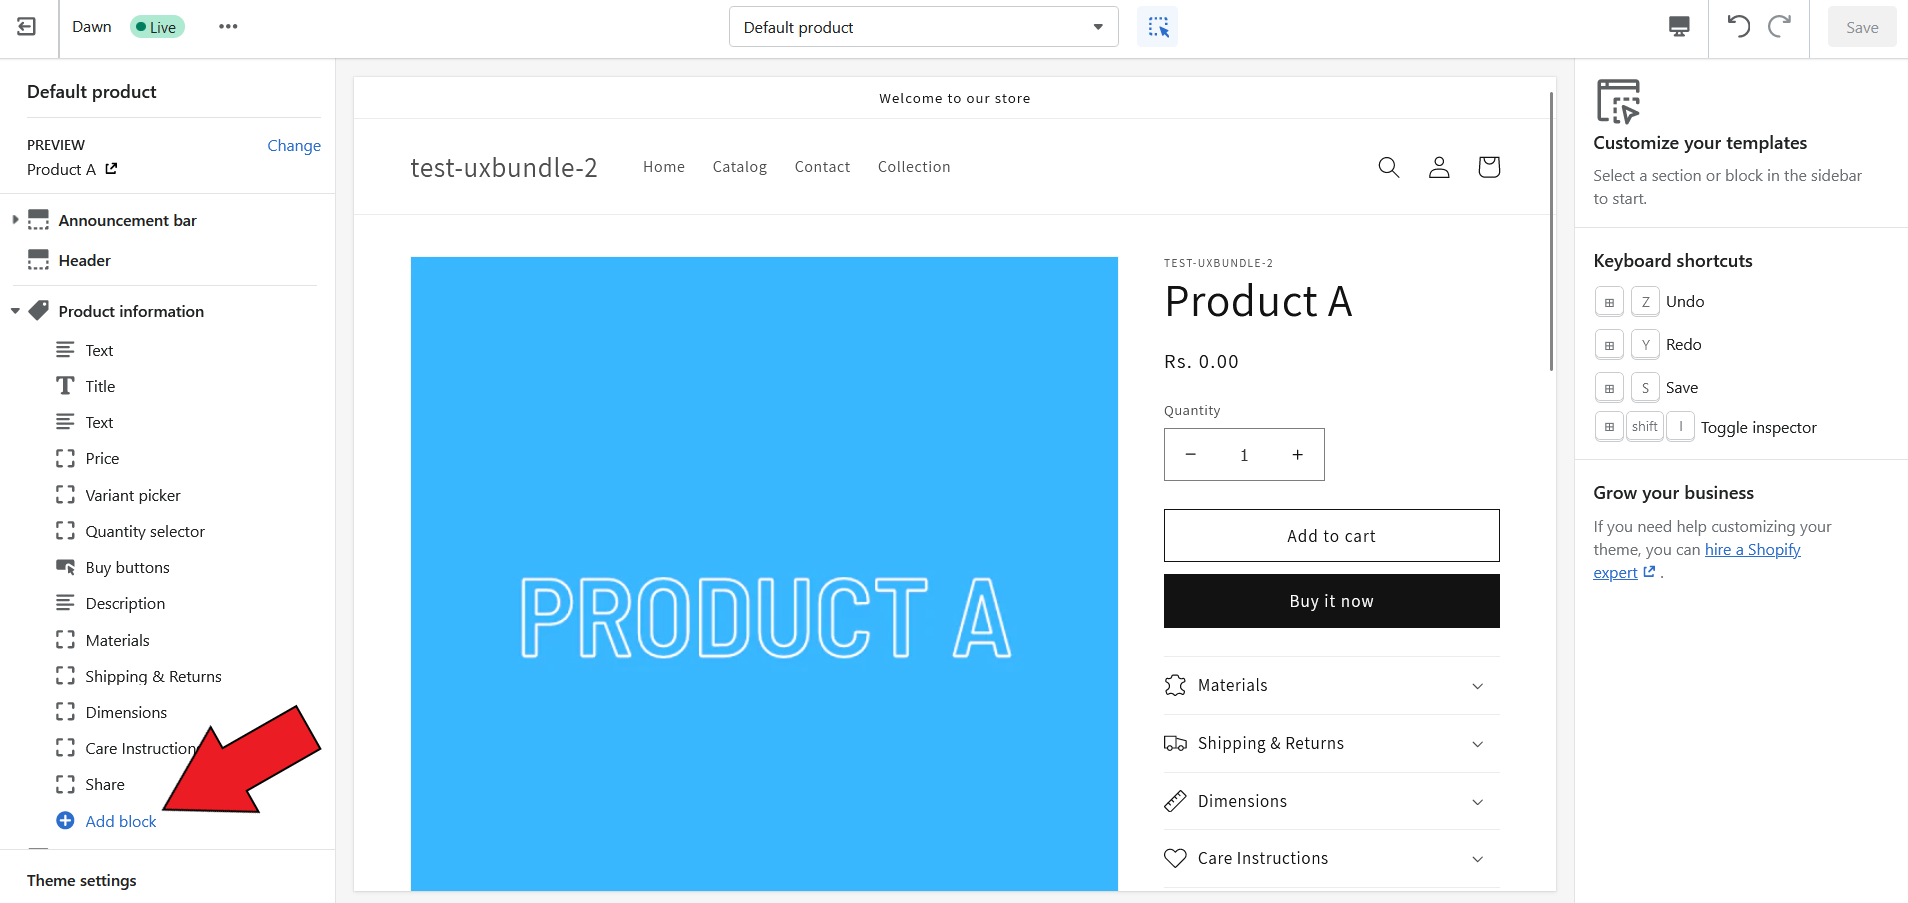 Dawn
Live
Default product
Save
Default product
PREVIEW
Change
Product A
Announcement bar
Header
Product information
Text
Title
Text
Price
Variant picker
Quantity selector
Buy buttons
Description
Materials
Shipping & Returns
Dimensions
Care Instruction
Share
Add block
Theme settings
Welcome to our store
test-uxbundle-2
Home Catalog Contact Collection
PRODUCT A
TEST-UXBUNDLE-2
Product A
Rs. 0.00
Quantity
− 1 +
Add to cart
Buy it now
Materials
Shipping & Returns
Dimensions
Care Instructions
Customize your templates
Select a section or block in the sidebar
to start.
Keyboard shortcuts
Z Undo
Y Redo
S Save
shift I Toggle inspector
Grow your business
If you need help customizing your
theme, you can hire a Shopify
expert .